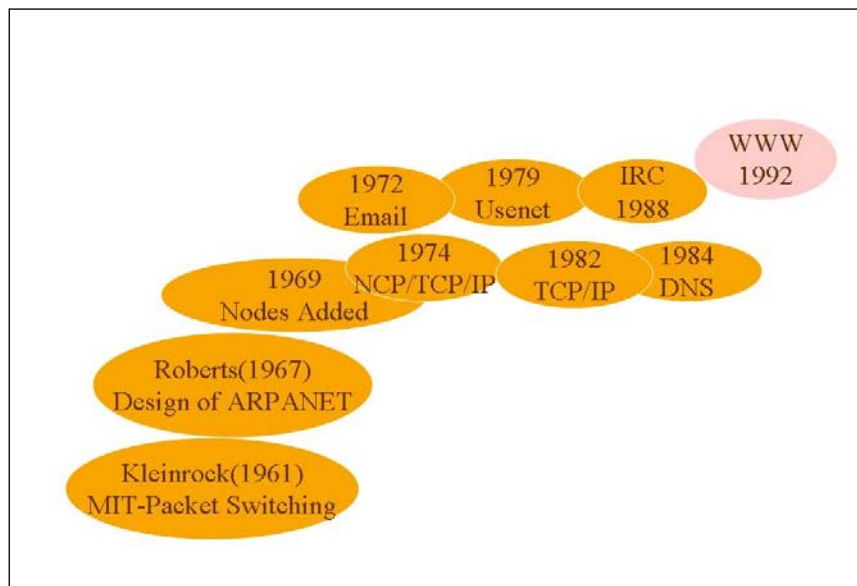 WWW
1992
1972
Email
1979
Usenet
IRC
1988
1969
Nodes Added
1974
NCP/TCP/IP
1982
TCP/IP
1984
DNS
Roberts(1967)
Design of ARPANET
Kleinrock(1961)
MIT-Packet Switching